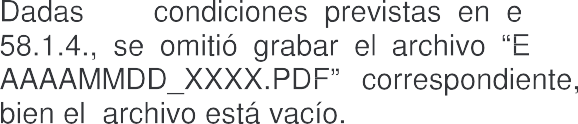 Dadas condiciones previstas en e
58.1.4., se omitió grabar el archivo “E
AAAAMMDD_XXXX.PDF” correspondiente,
bien el archivo está vacío.